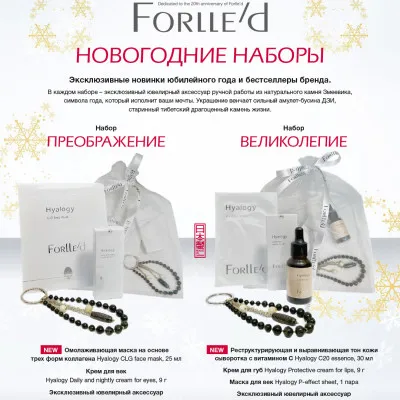 Dedicated to the 20th anniversary of Forlle'd
FORLLE'D
НОВОГОДНИЕ НАБОРЫ
Эксклюзивные новинки юбилейного года и бестселлеры бренда.
В каждом наборе – эксклюзивный ювелирный аксессуар ручной работы из натурального камня Змеевика,
символа года, который исполнит ваши мечты. Украшение венчает сильный амулет-бусина ДЗИ,
старинный тибетский драгоценный камень жизни.
Набор
ПРЕОБРАЖЕНИЕ
Набор
ВЕЛИКОЛЕПИЕ
Hyalogy
FORLLE'D
Hyalogy
FORLLE'D
NEW Омолаживающая маска на основе
трех форм коллагена Hyalogy CLG face mask, 25 мл
Крем для век
Hyalogy Daily and nightly cream for eyes, 9 г
Эксклюзивный ювелирный аксессуар
NEW Реструктурирующая и выравнивающая тон кожи
сыворотка с витамином С Hyalogy C20 essence, 30 мл
Крем для губ Hyalogy Protective cream for lips, 9 г
Маска для век Hyalogy P-effect sheet, 1 пара
Эксклюзивный ювелирный аксессуар